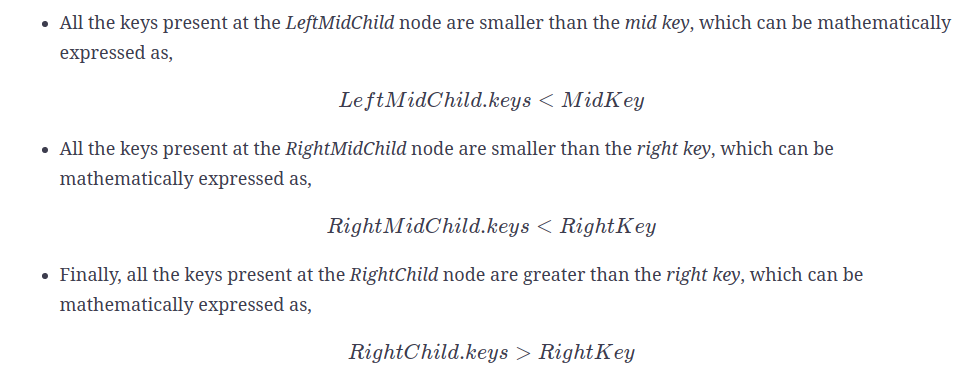 • All the keys present at the LeftMidChild node are smaller than the mid key, which can be mathematically
expressed as,
LeftMidChild.keys < MidKey
• All the keys present at the RightMidChild node are smaller than the right key, which can be
mathematically expressed as,
RightMidChild.keys < RightKey
• Finally, all the keys present at the RightChild node are greater than the right key, which can be
mathematically expressed as,
RightChild.keys > RightKey